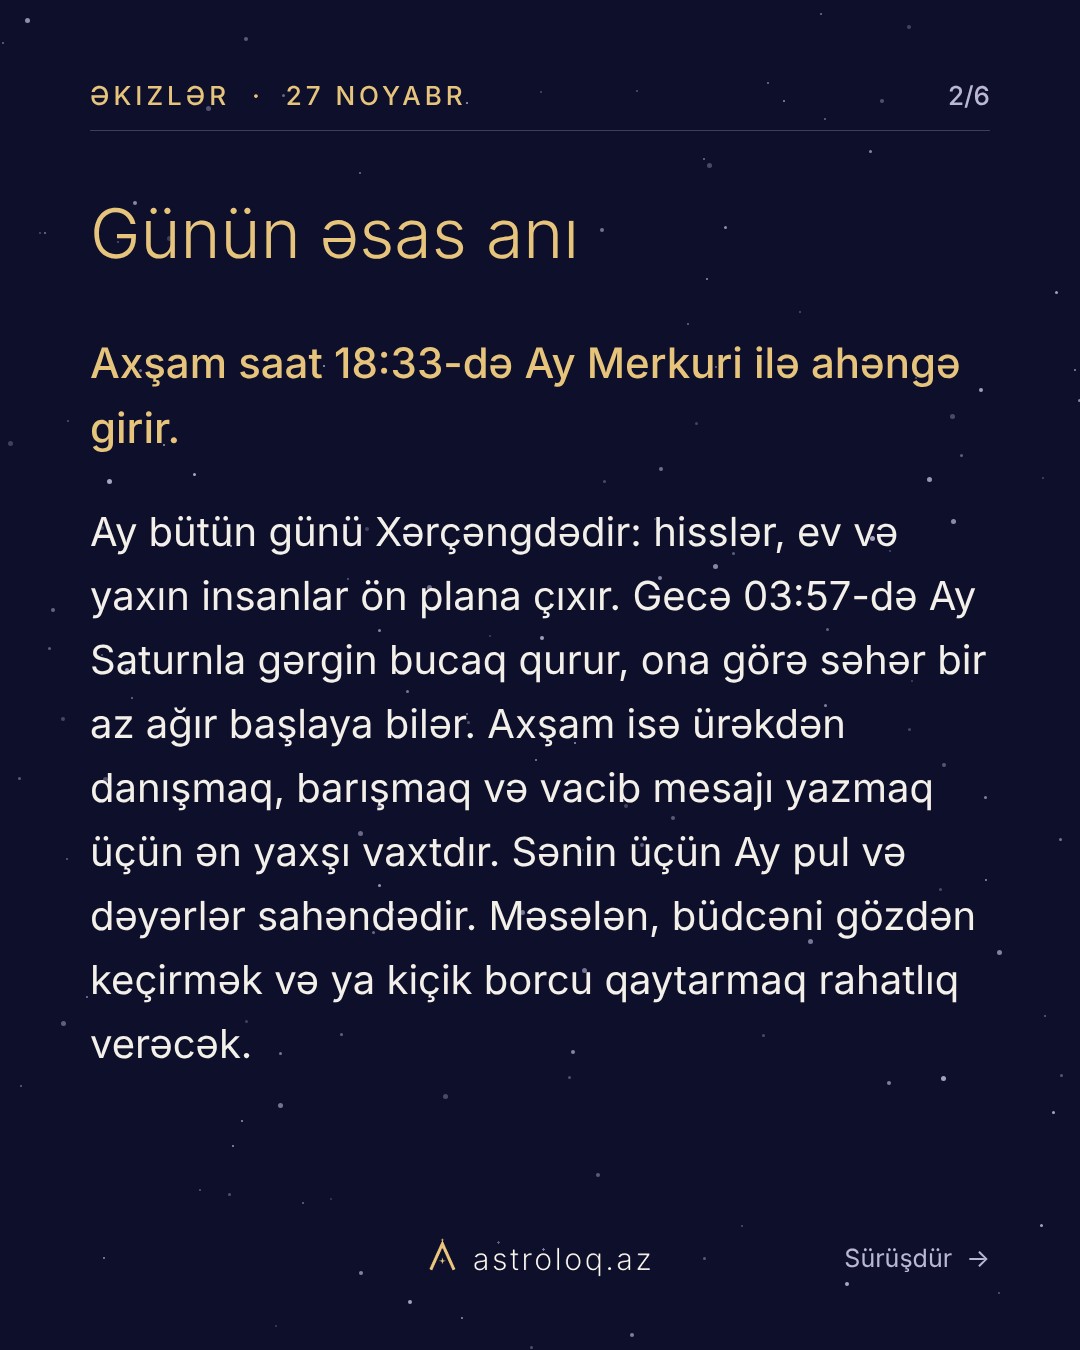 ƏKIZLƏR · 27 NOYABR
2/6
Günün əsas anı
Axşam saat 18:33-də Ay Merkuri ilə ahəngə
girir.
Ay bütün günü Xərçəngdədir: hisslər, ev və
yaxın insanlar ön plana çıxır. Gecə 03:57-də Ay
Saturnla gərgin bucaq qurur, ona görə səhər bir
az ağır başlaya bilər. Axşam isə ürəkdən
danışmaq, barışmaq və vacib mesajı yazmaq
üçün ən yaxşı vaxtdır. Sənin üçün Ay pul və
dəyərlər sahəndədir. Məsələn, büdcəni gözdən
keçirmək və ya kiçik borcu qaytarmaq rahatlıq
verəcək.
astroloq.az
Sürüşdür →